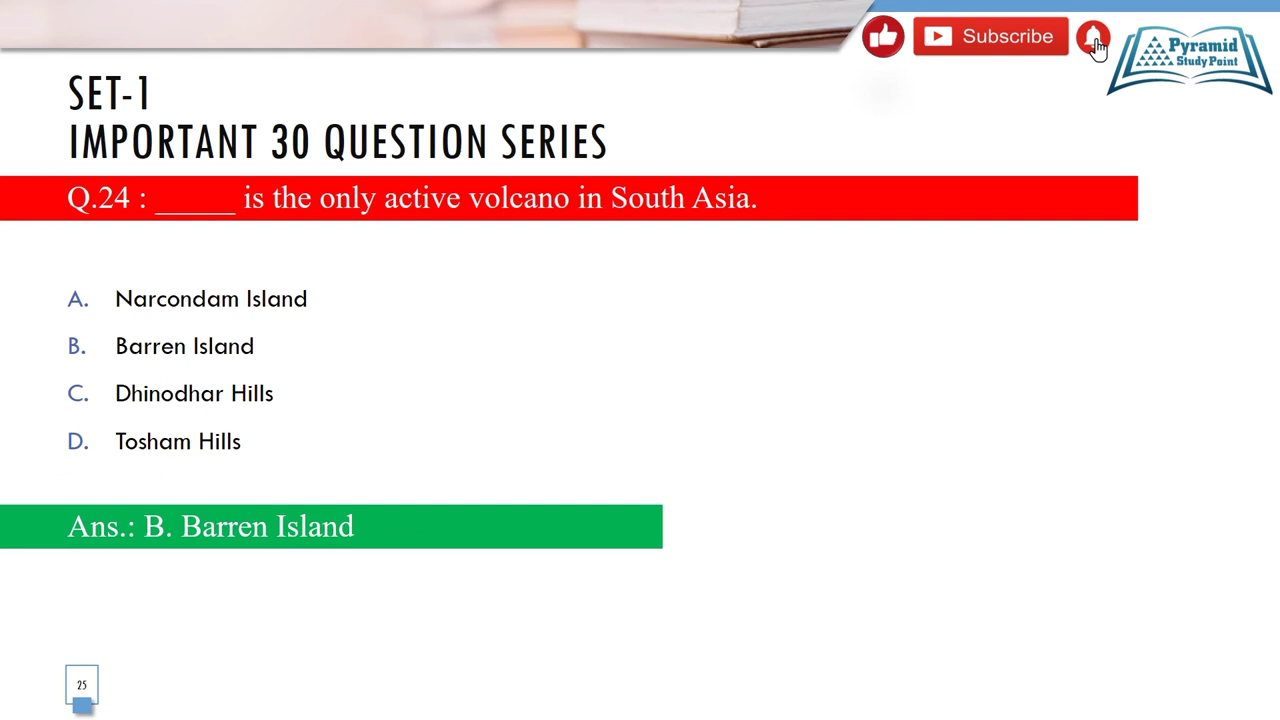 Subscribe
Pyramid
Study Point
SET-1
IMPORTANT 30 QUESTION SERIES
Q.24 : _____ is the only active volcano in South Asia.
A. Narcondam Island
B. Barren Island
C. Dhinodhar Hills
D. Tosham Hills
Ans.: B. Barren Island
25